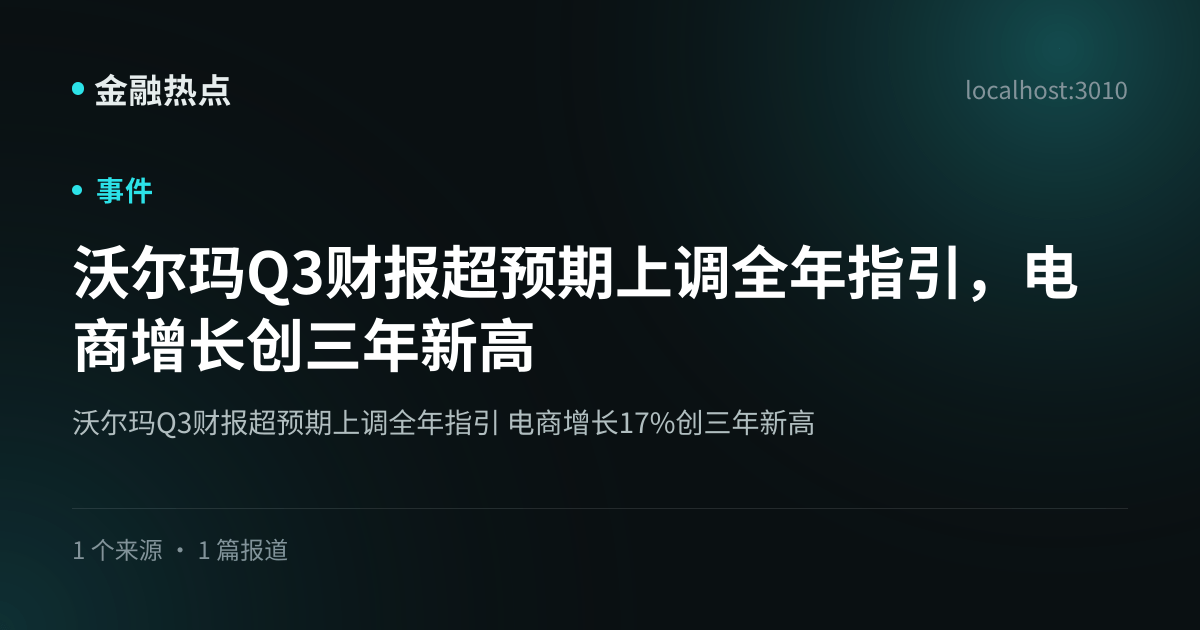 金融热点
localhost:3010
事件
沃尔玛Q3财报超预期上调全年指引，电
商增长创三年新高
沃尔玛Q3财报超预期上调全年指引 电商增长17%创三年新高
1 个来源 · 1 篇报道